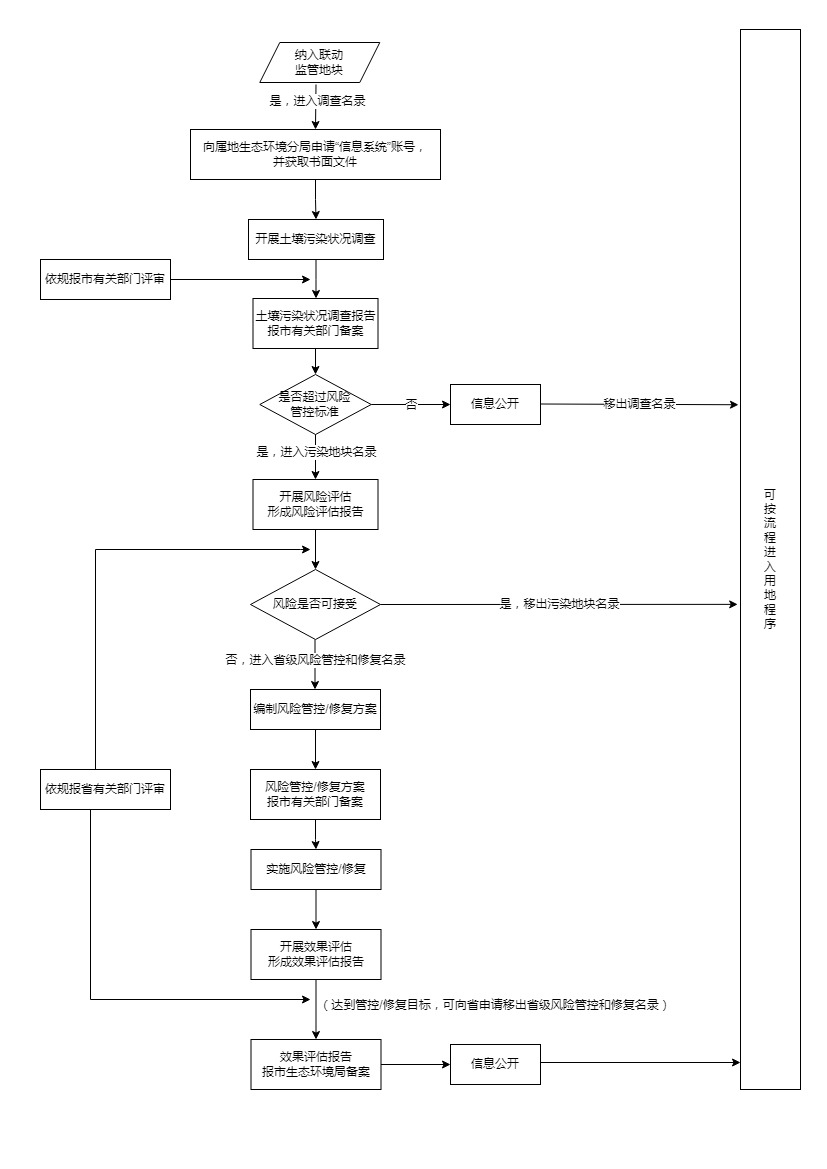 纳入联动
监管地块
是，进入调查名录
向属地生态环境分局申请“信息系统”账号，
并获取书面文件
开展土壤污染状况调查
依规报市有关部门评审
土壤污染状况调查报告
报市有关部门备案
是否超过风险
管控标准
否
信息公开
移出调查名录
是，进入污染地块名录
开展风险评估
形成风险评估报告
可按流程进入用地程序
风险是否可接受
是，移出污染地块名录
否，进入省级风险管控和修复名录
编制风险管控/修复方案
依规报省有关部门评审
风险管控/修复方案
报市有关部门备案
实施风险管控/修复
开展效果评估
形成效果评估报告
（达到管控/修复目标，可向省申请移出省级风险管控和修复名录）
效果评估报告
报市生态环境局备案
信息公开